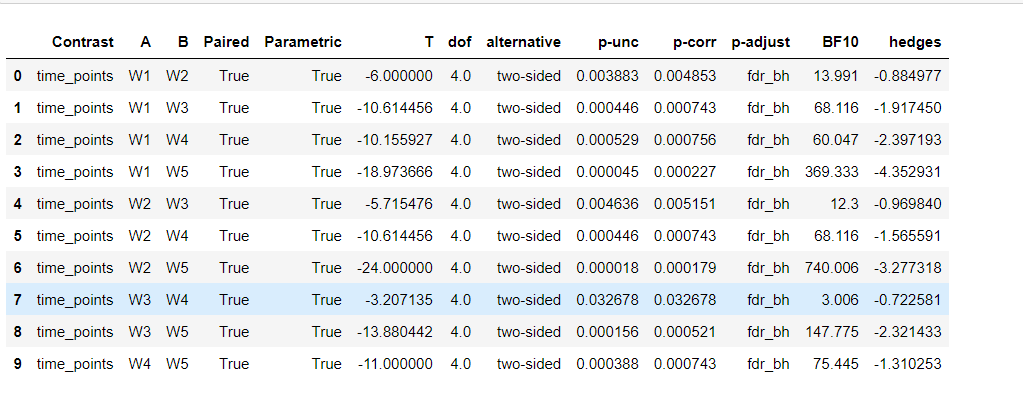 Contrast A B Paired Parametric T dof alternative p-unc p-corr p-adjust BF10 hedges
0 time_points W1 W2 True True -6.000000 4.0 two-sided 0.003883 0.004853 fdr_bh 13.991 -0.884977
1 time_points W1 W3 True True -10.614456 4.0 two-sided 0.000446 0.000743 fdr_bh 68.116 -1.917450
2 time_points W1 W4 True True -10.155927 4.0 two-sided 0.000529 0.000756 fdr_bh 60.047 -2.397193
3 time_points W1 W5 True True -18.973666 4.0 two-sided 0.000045 0.000227 fdr_bh 369.333 -4.352931
4 time_points W2 W3 True True -5.715476 4.0 two-sided 0.004636 0.005151 fdr_bh 12.3 -0.969840
5 time_points W2 W4 True True -10.614456 4.0 two-sided 0.000446 0.000743 fdr_bh 68.116 -1.565591
6 time_points W2 W5 True True -24.000000 4.0 two-sided 0.000018 0.000179 fdr_bh 740.006 -3.277318
7 time_points W3 W4 True True -3.207135 4.0 two-sided 0.032678 0.032678 fdr_bh 3.006 -0.722581
8 time_points W3 W5 True True -13.880442 4.0 two-sided 0.000156 0.000521 fdr_bh 147.775 -2.321433
9 time_points W4 W5 True True -11.000000 4.0 two-sided 0.000388 0.000743 fdr_bh 75.445 -1.310253